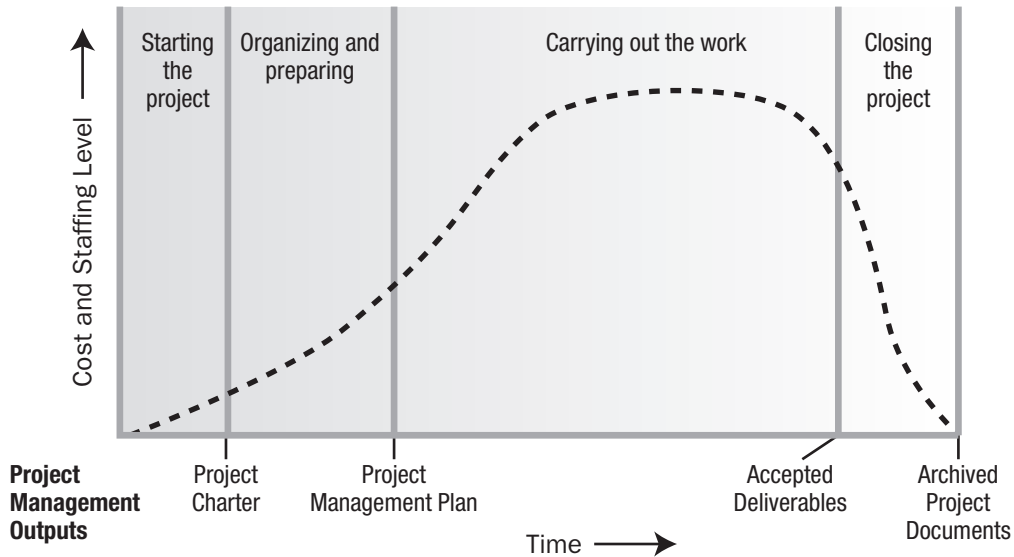 Starting
the
project
Organizing and
preparing
Carrying out the work
Closing
the
project
Cost and Staffing Level
Project
Management
Outputs
Project
Charter
Project
Management Plan
Accepted
Deliverables
Archived
Project
Documents
Time